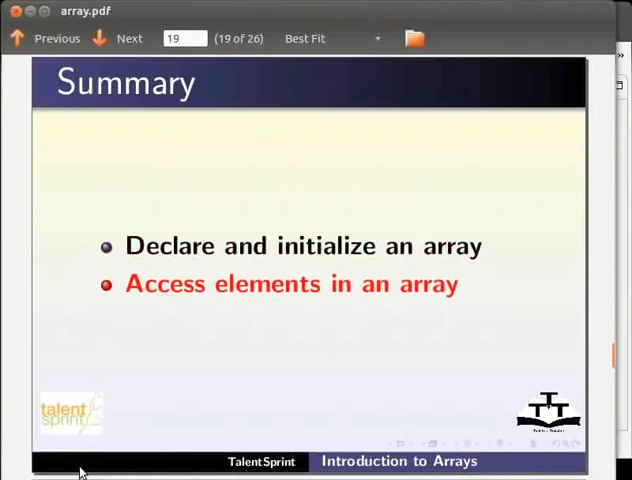 array.pdf
Previous Next 19 (19 of 26) Best Fit
Summary
Declare and initialize an array
Access elements in an array
talent
sprint
TTT
TalentSprint Introduction to Arrays